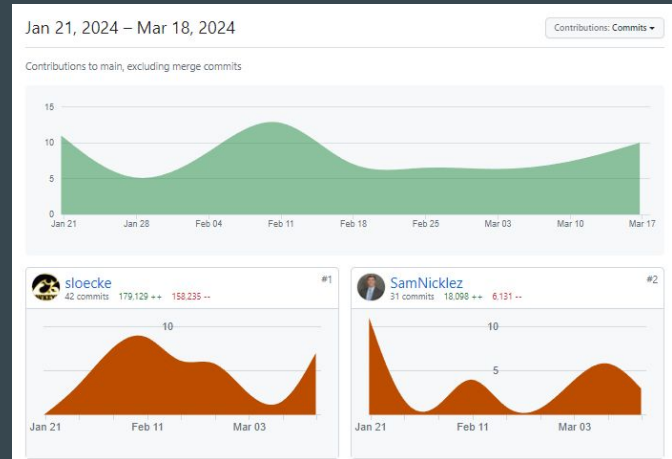 Jan 21, 2024 – Mar 18, 2024
Contributions: Commits
Contributions to main, excluding merge commits
15
10
5
0
Jan 21 Jan 28 Feb 04 Feb 11 Feb 18 Feb 25 Mar 03 Mar 10 Mar 17
sloecke #1
42 commits 179,129 ++ 158,235 --
10
Jan 21 Feb 11 Mar 03
SamNicklez #2
31 commits 18,098 ++ 6,131 --
10
5
Jan 21 Feb 11 Mar 03